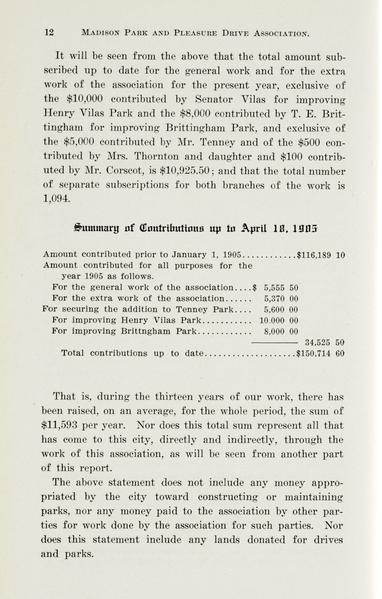 12 Madison Park and Pleasure Drive Association.
It will be seen from the above that the total amount sub-
scribed up to date for the general work and for the extra
work of the association for the present year, exclusive of
the $10,000 contributed by Senator Vilas for improving
Henry Vilas Park and the $8,000 contributed by T. E. Brit-
tingham for improving Brittingham Park, and exclusive of
the $5,000 contributed by Mr. Tenney and of the $500 con-
tributed by Mrs. Thornton and daughter and $100 contrib-
uted by Mr. Corscot, is $10,925.50; and that the total number
of separate subscriptions for both branches of the work is
1,094.
Summary of Contributions up to April 18, 1905
Amount contributed prior to January 1, 1905............$116,189 10
Amount contributed for all purposes for the
year 1905 as follows.
For the general work of the association....$ 5,555 50
For the extra work of the association...... 5,370 00
For securing the addition to Tenney Park.... 5,600 00
For improving Henry Vilas Park.......... 10.000 00
For improving Brittngham Park........... 8,000 00
34,525 50
Total contributions up to date....................$150,714 60
That is, during the thirteen years of our work, there has
been raised, on an average, for the whole period, the sum of
$11,593 per year. Nor does this total sum represent all that
has come to this city, directly and indirectly, through the
work of this association, as will be seen from another part
of this report.
The above statement does not include any money appro-
priated by the city toward constructing or maintaining
parks, nor any money paid to the association by other par-
ties for work done by the association for such parties. Nor
does this statement include any lands donated for drives
and parks.